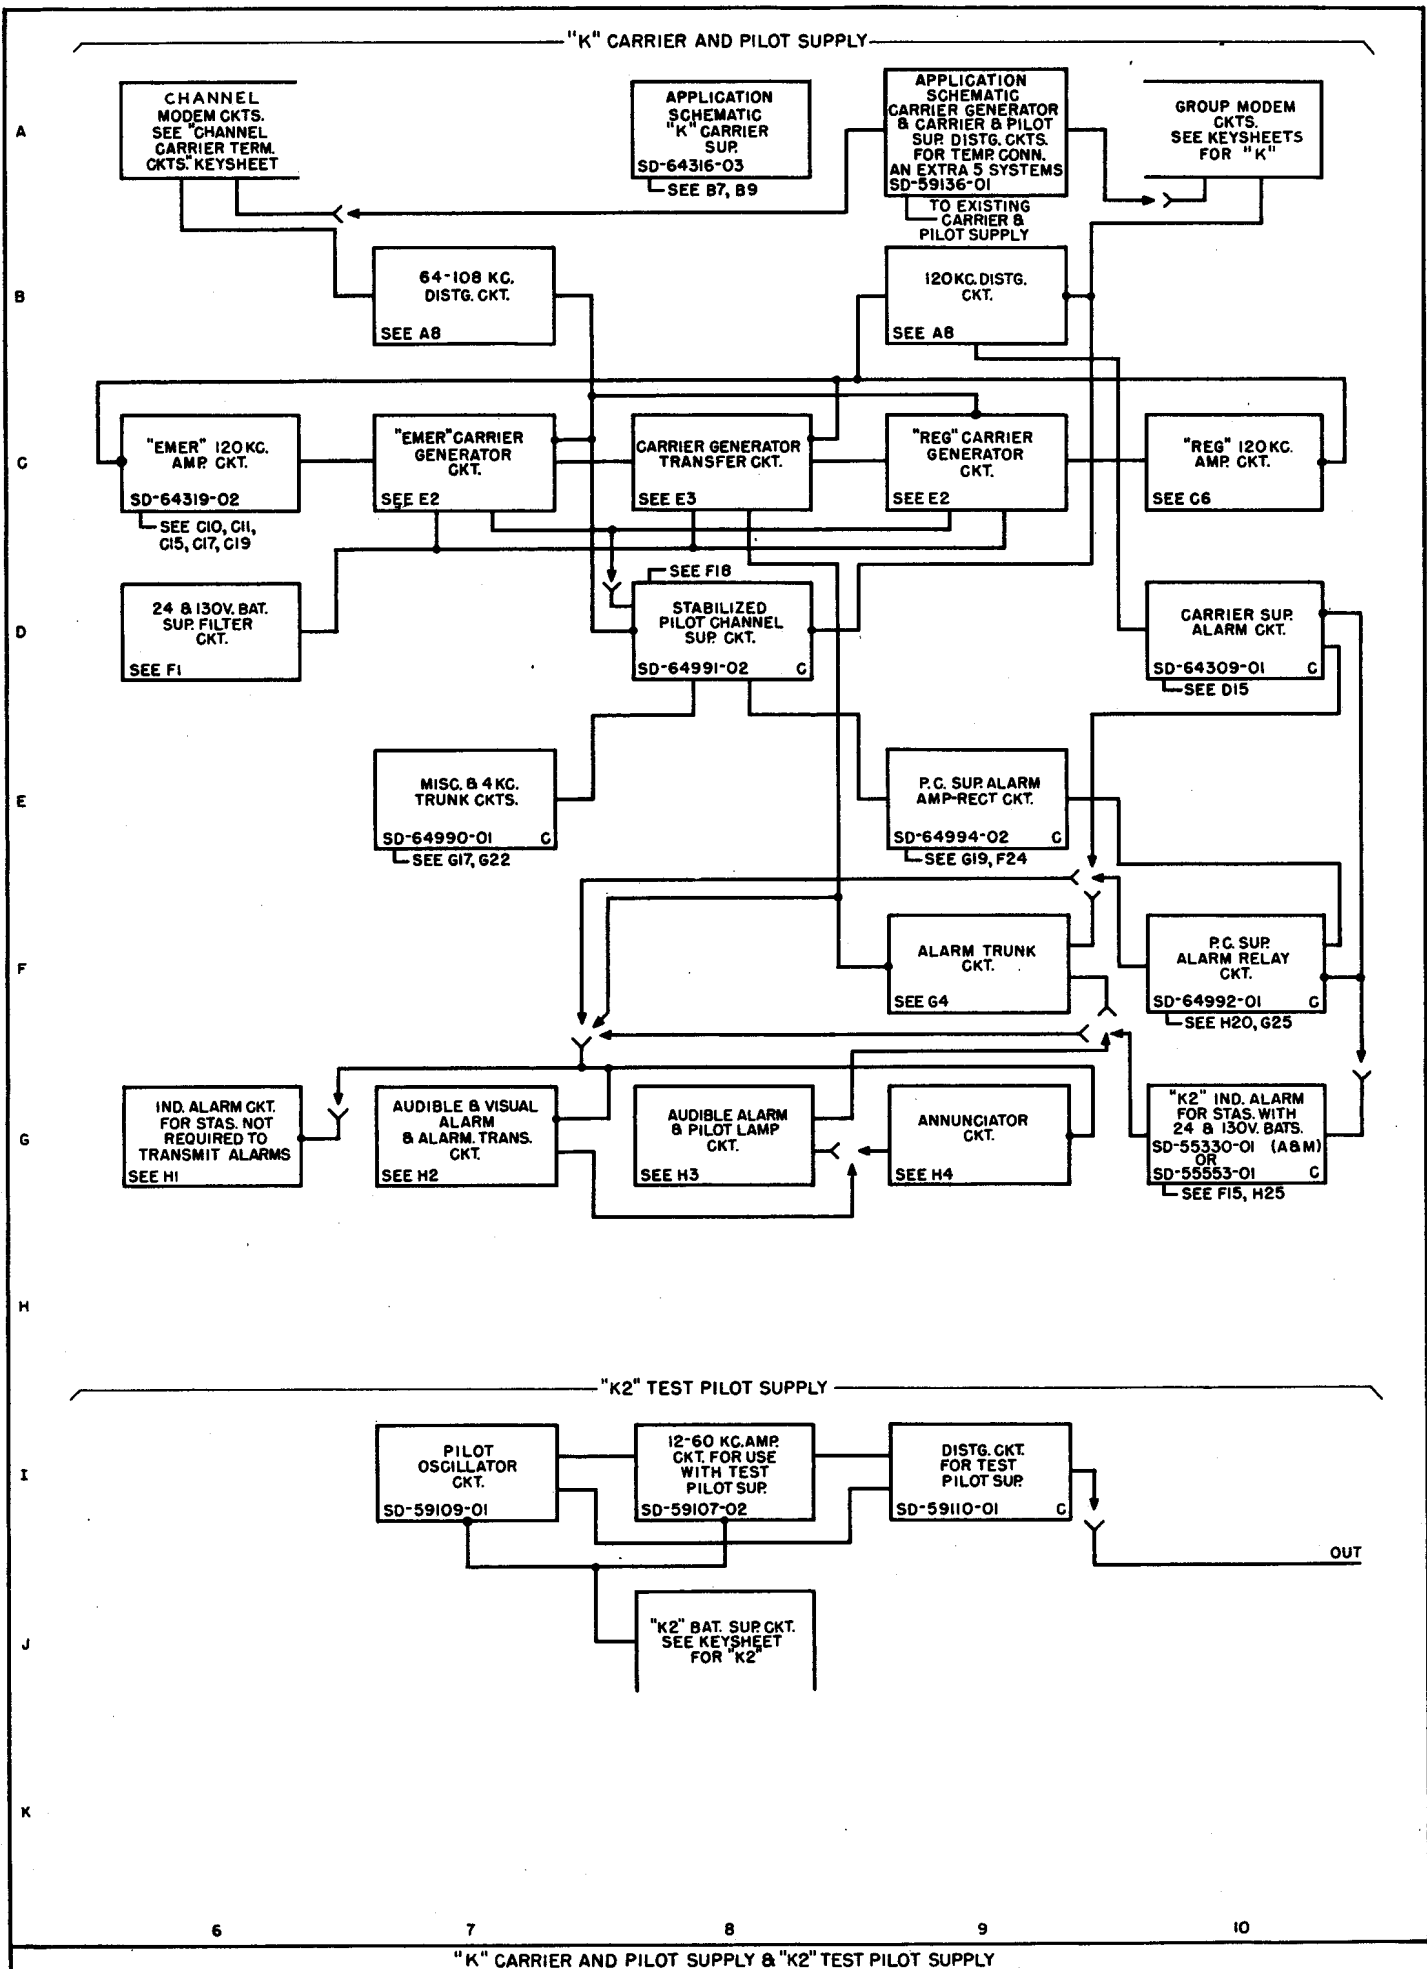 "K" CARRIER AND PILOT SUPPLY
A
CHANNEL
MODEM CKTS.
SEE "CHANNEL
CARRIER TERM.
CKTS." KEYSHEET
APPLICATION
SCHEMATIC
"K" CARRIER
SUP.
SD-64316-03
SEE B7, B9
APPLICATION
SCHEMATIC
CARRIER GENERATOR
& CARRIER & PILOT
SUP. DISTG. CKTS.
FOR TEMP. CONN.
AN EXTRA 5 SYSTEMS
SD-59136-01
TO EXISTING
CARRIER &
PILOT SUPPLY
GROUP MODEM
CKTS.
SEE KEYSHEETS
FOR "K"
B
64-108 KC.
DISTG. CKT.
SEE A8
120 KC. DISTG.
CKT.
SEE A8
C
"EMER" 120 KC.
AMP. CKT.
SD-64319-02
SEE C10, C11,
C15, C17, C19
"EMER" CARRIER
GENERATOR
CKT.
SEE E2
CARRIER GENERATOR
TRANSFER CKT.
SEE E3
"REG" CARRIER
GENERATOR
CKT.
SEE E2
"REG" 120 KC.
AMP. CKT.
SEE C6
D
24 & 130V. BAT.
SUP. FILTER
CKT.
SEE F1
SEE F18
STABILIZED
PILOT CHANNEL
SUP. CKT.
SD-64991-02 C
CARRIER SUP.
ALARM CKT.
SD-64309-01 C
SEE D15
E
MISC. & 4 KC.
TRUNK CKTS.
SD-64990-01 C
SEE G17, G22
P.C. SUP. ALARM
AMP-RECT CKT.
SD-64994-02 C
SEE G19, F24
F
ALARM TRUNK
CKT.
SEE G4
P.C. SUP.
ALARM RELAY
CKT.
SD-64992-01 C
SEE H20, G25
G
IND. ALARM CKT.
FOR STAS. NOT
REQUIRED TO
TRANSMIT ALARMS
SEE H1
AUDIBLE & VISUAL
ALARM
& ALARM. TRANS.
CKT.
SEE H2
AUDIBLE ALARM
& PILOT LAMP
CKT.
SEE H3
ANNUNCIATOR
CKT.
SEE H4
"K2" IND. ALARM
FOR STAS. WITH
24 & 130V. BATS.
SD-55330-01 (A&M)
OR
SD-55553-01 C
SEE F15, H25
H
"K2" TEST PILOT SUPPLY
I
PILOT
OSCILLATOR
CKT.
SD-59109-01
12-60 KC. AMP.
CKT. FOR USE
WITH TEST
PILOT SUP.
SD-59107-02
DISTG. CKT.
FOR TEST
PILOT SUP.
SD-59110-01 C
OUT
J
"K2" BAT. SUP. CKT.
SEE KEYSHEET
FOR "K2"
K
6 7 8 9 10
"K" CARRIER AND PILOT SUPPLY & "K2" TEST PILOT SUPPLY